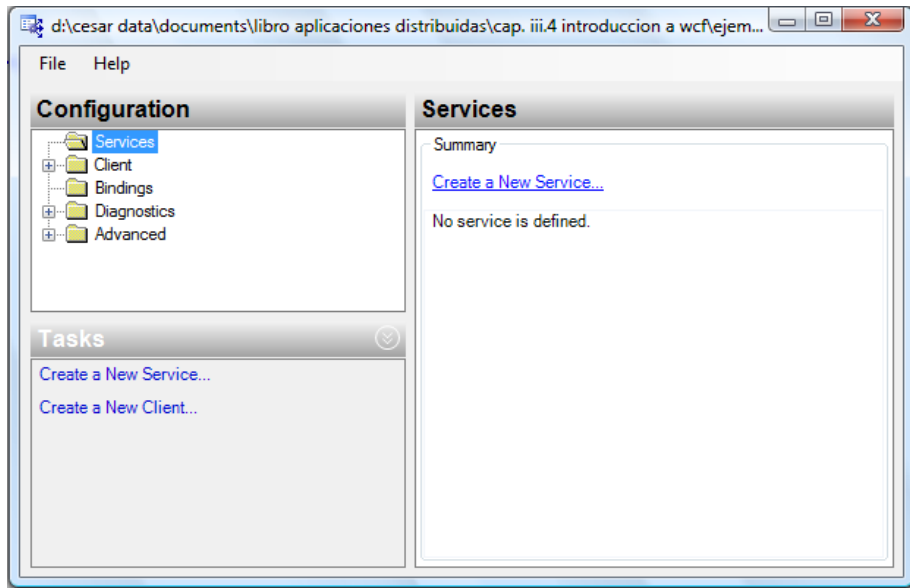 d:\cesar data\documents\libro aplicaciones distribuidas\cap. iii.4 introduccion a wcf\ejem...
File Help
Configuration
Services
Client
Bindings
Diagnostics
Advanced
Tasks
Create a New Service...
Create a New Client...
Services
Summary
Create a New Service...
No service is defined.